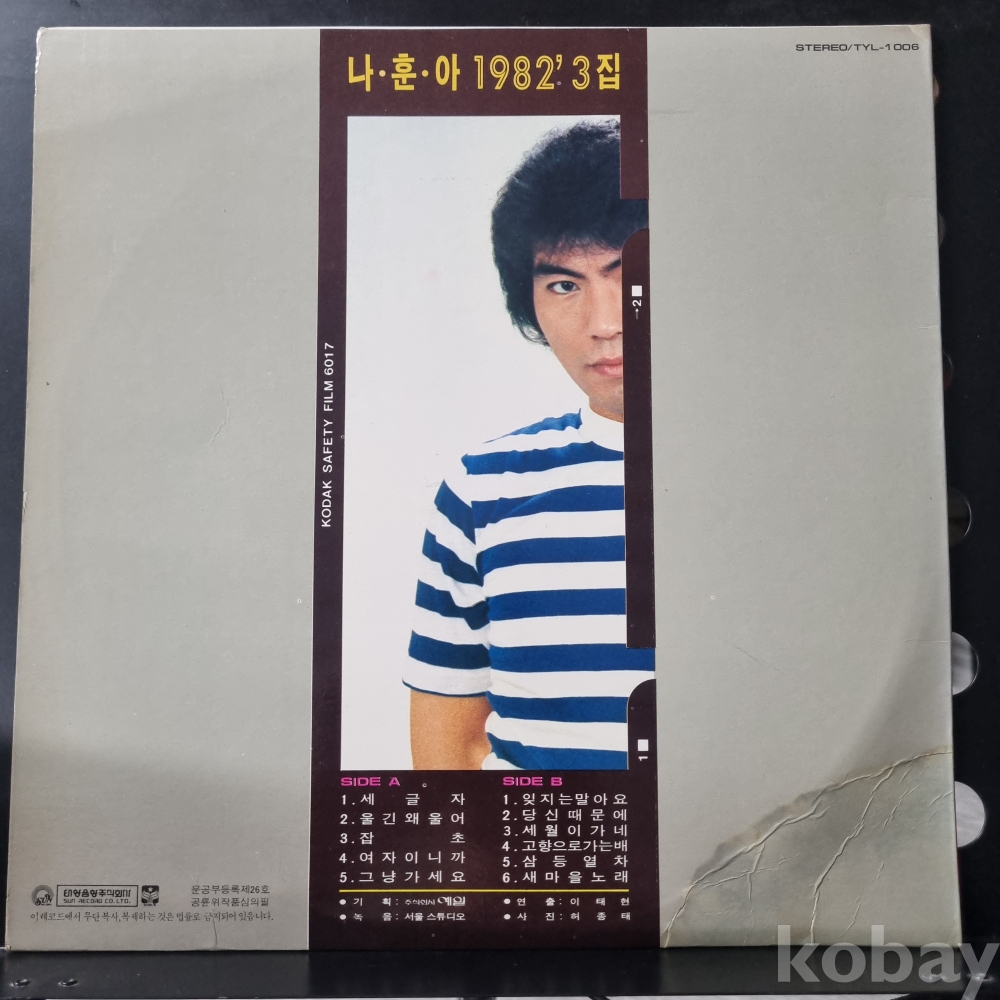 STEREO/TYL-1006
나·훈·아 1982' 3집
KODAK SAFETY FILM 6017
→2
1
SIDE A
1.세 글 자
2.울긴왜울어
3.잡 초
4.여자이니까
5.그냥가세요
SIDE B
1.잊지는말아요
2.당신때문에
3.세월이가네
4.고향으로가는배
5.삼등열차
6.새마을노래
● 기 획:주식회사 예일
● 녹 음:서울 스튜디오
● 연 출:이 태 현
● 사 진:허 종 태
SUN
태양음향주식회사
SUN RECORD CO. LTD.
문공부등록제26호
공륜위작품심의필
이 레코드에서 무단 복사, 복제하는 것은 법률로 금지되어 있읍니다.
kobay